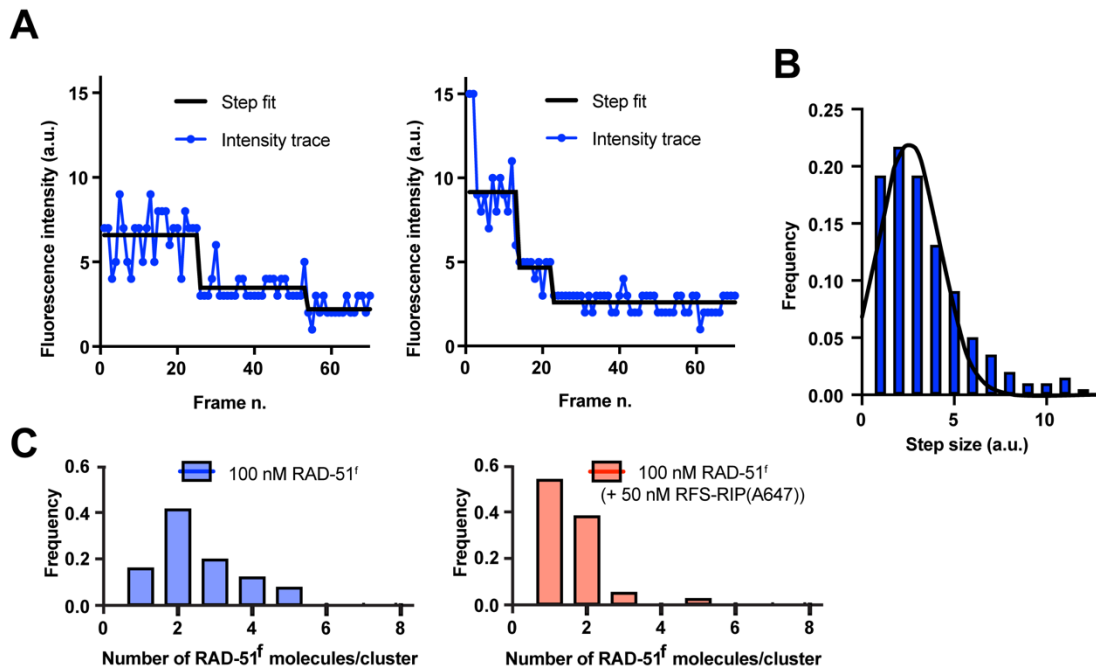 A
Fluorescence intensity (a.u.)
15
10
5
0
0
20
40
60
Frame n.
Step fit
Intensity trace
Fluorescence intensity (a.u.)
15
10
5
0
0
20
40
60
Frame n.
Step fit
Intensity trace
B
Frequency
0.25
0.20
0.15
0.10
0.05
0.00
0
5
10
Step size (a.u.)
C
Frequency
0.6
0.4
0.2
0.0
0
2
4
6
8
100 nM RAD-51ᶠ
Number of RAD-51ᶠ molecules/cluster
Frequency
0.6
0.4
0.2
0.0
0
2
4
6
8
100 nM RAD-51ᶠ
(+ 50 nM RFS-RIP(A647))
Number of RAD-51ᶠ molecules/cluster